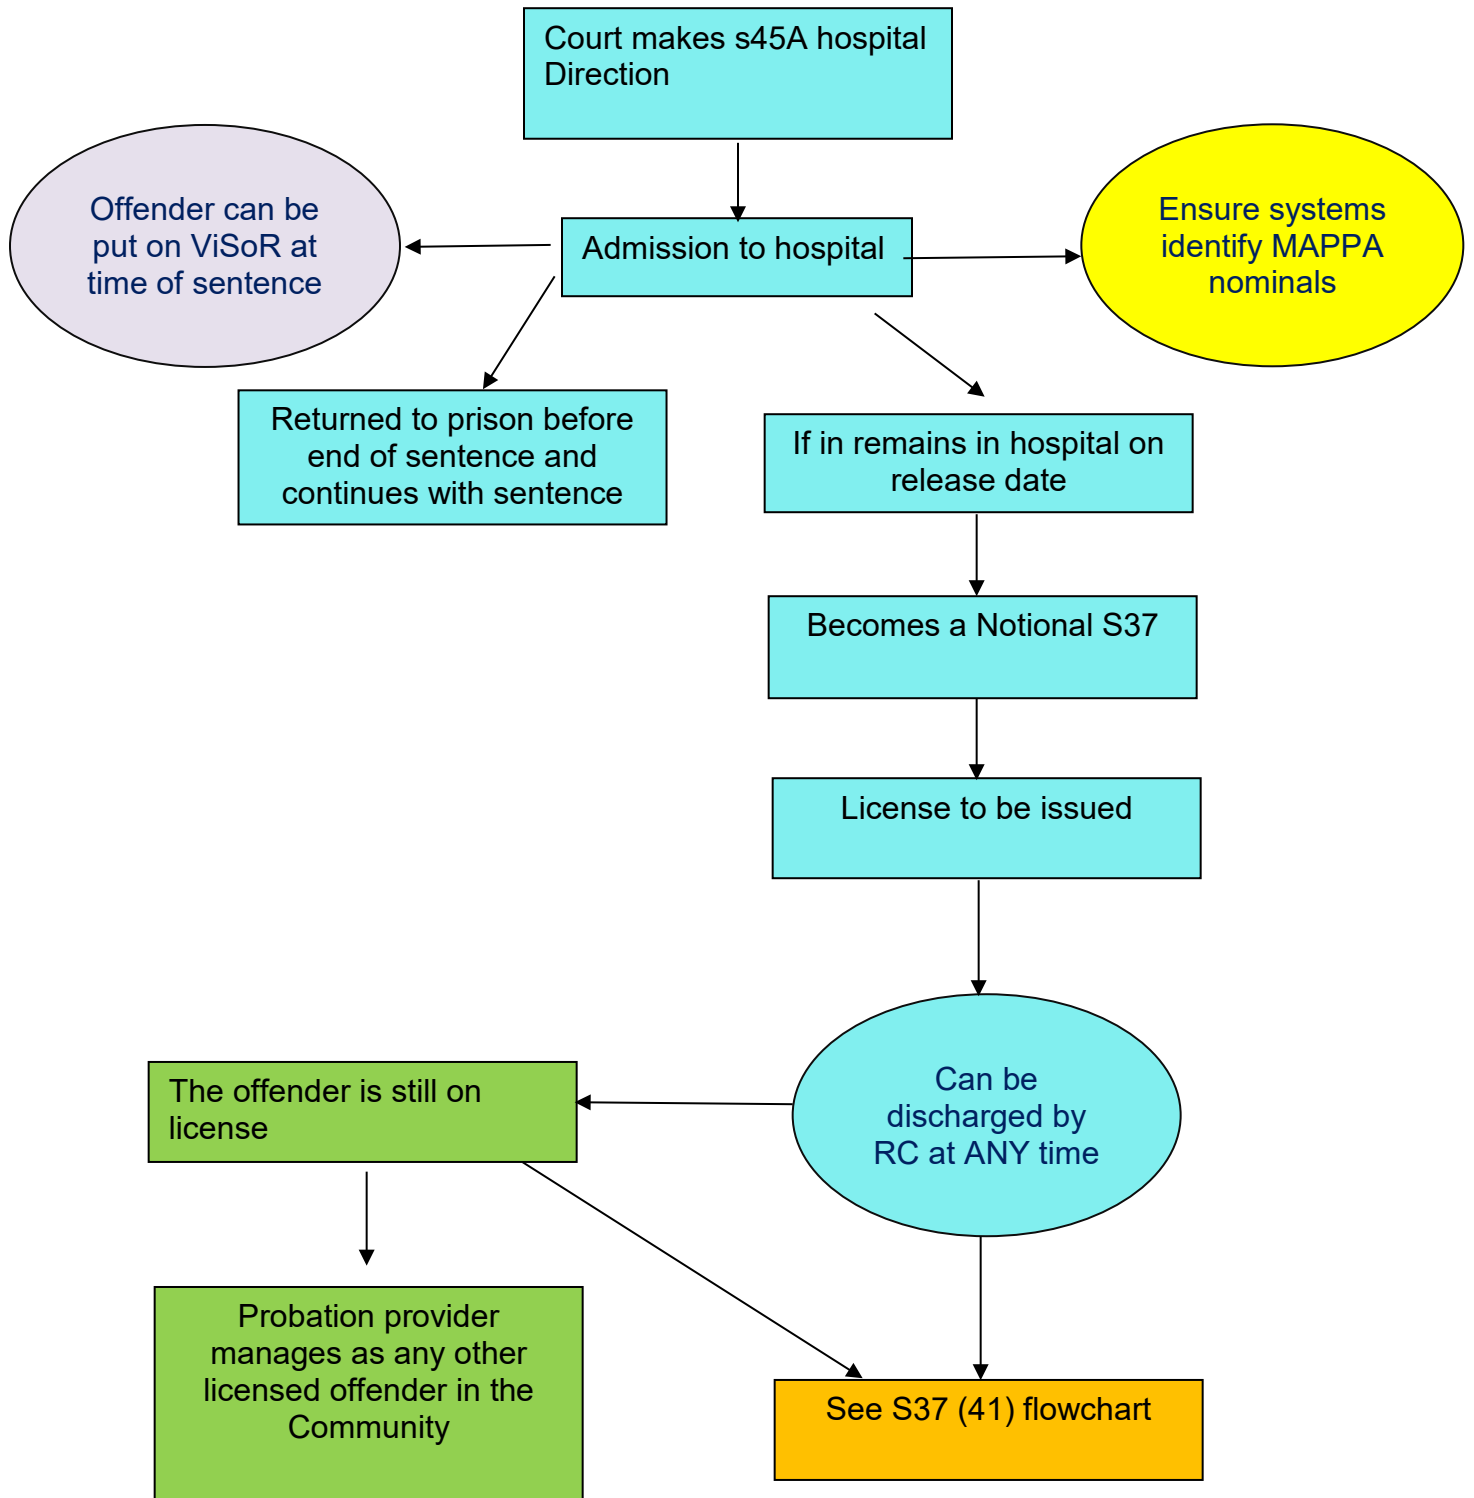 Court makes s45A hospital
Direction
Offender can be
put on ViSoR at
time of sentence
Admission to hospital
Ensure systems
identify MAPPA
nominals
Returned to prison before
end of sentence and
continues with sentence
If in remains in hospital on
release date
Becomes a Notional S37
License to be issued
Can be
discharged by
RC at ANY time
The offender is still on
license
Probation provider
manages as any other
licensed offender in the
Community
See S37 (41) flowchart